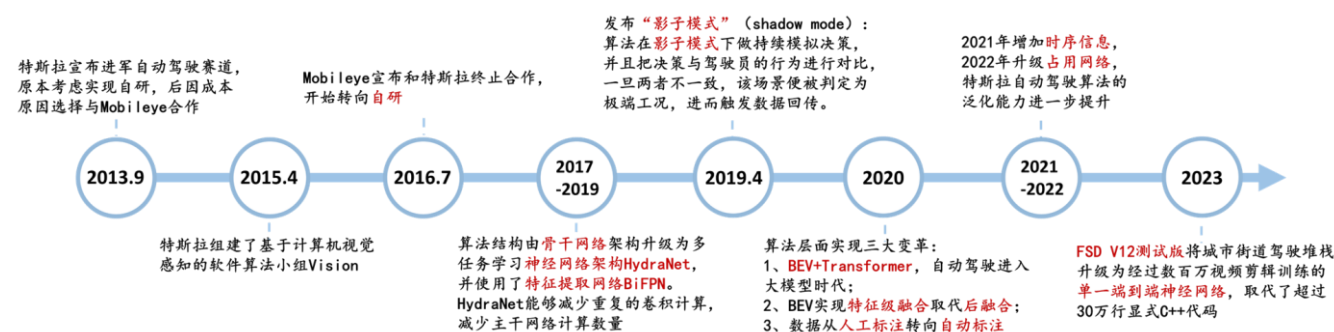 特斯拉宣布进军自动驾驶赛道，
原本考虑实现自研，后因成本
原因选择与Mobileye合作
2013.9
2015.4
特斯拉组建了基于计算机视觉
感知的软件算法小组Vision
Mobileye宣布和特斯拉终止合作，
开始转向自研
2016.7
2017
-2019
算法结构由骨干网络架构升级为多
任务学习神经网络架构HydraNet，
并使用了特征提取网络BiFPN。
HydraNet能够减少重复的卷积计算，
减少主干网络计算数量
发布“影子模式”（shadow mode）：
算法在影子模式下做持续模拟决策，
并且把决策与驾驶员的行为进行对比，
一旦两者不一致，该场景便被判定为
极端工况，进而触发数据回传。
2019.4
2020
算法层面实现三大变革：
1、BEV+Transformer，自动驾驶进入
大模型时代；
2、BEV实现特征级融合取代后融合；
3、数据从人工标注转向自动标注
2021年增加时序信息，
2022年升级占用网络，
特斯拉自动驾驶算法的
泛化能力进一步提升
2021
-2022
2023
FSD V12测试版将城市街道驾驶堆栈
升级为经过数百万视频剪辑训练的
单一端到端神经网络，取代了超过
30万行显式C++代码